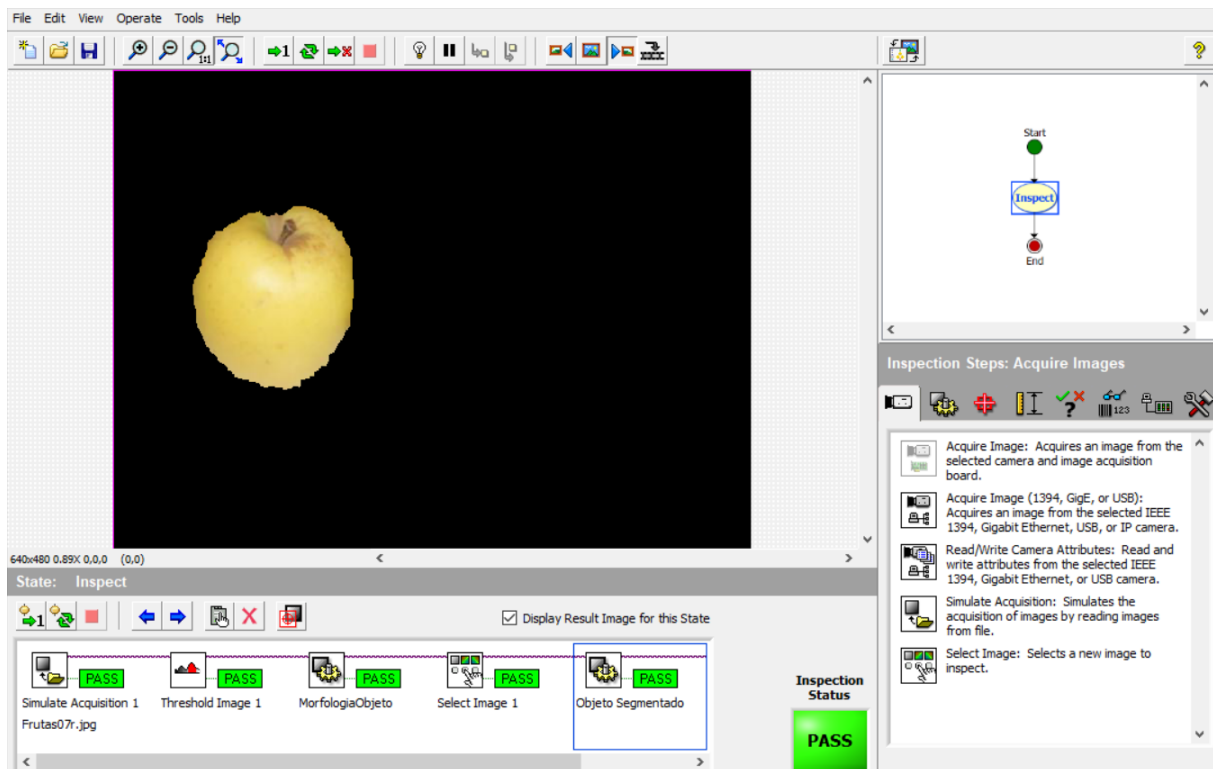 File Edit View Operate Tools Help
1:1
1
?
Start
Inspect
End
Inspection Steps: Acquire Images
?
123
Acquire Image: Acquires an image from the
selected camera and image acquisition
board.
Acquire Image (1394, GigE, or USB):
Acquires an image from the selected IEEE
1394, Gigabit Ethernet, USB, or IP camera.
Read/Write Camera Attributes: Read and
write attributes from the selected IEEE
1394, Gigabit Ethernet, or USB camera.
Simulate Acquisition: Simulates the
acquisition of images by reading images
from file.
Select Image: Selects a new image to
inspect.
640x480 0.89X 0,0,0 (0,0)
State: Inspect
1
Display Result Image for this State
PASS
PASS
PASS
PASS
PASS
Simulate Acquisition 1
Threshold Image 1
MorfologiaObjeto
Select Image 1
Objeto Segmentado
Frutas07r.jpg
Inspection
Status
PASS